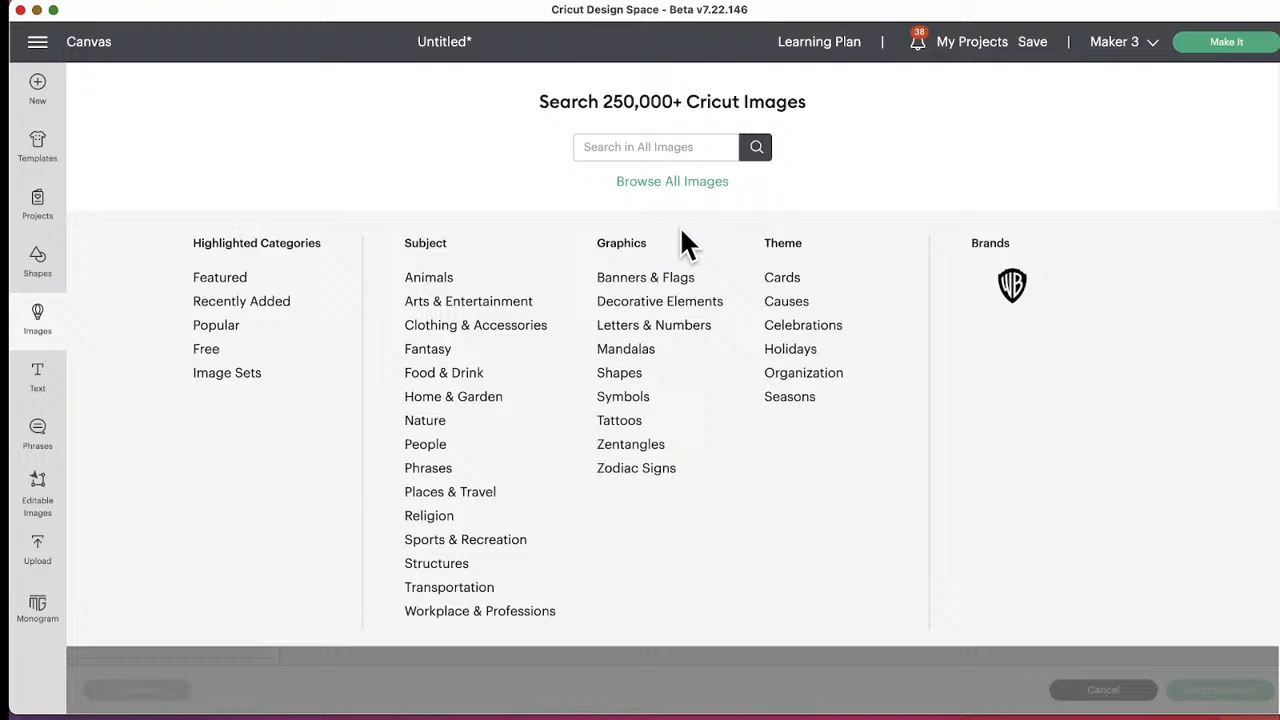 Cricut Design Space - Beta v7.22.146
Canvas
Untitled*
Learning Plan
38
My Projects
Save
Maker 3
Make It
New
Templates
Projects
Shapes
Images
Text
Phrases
Editable
Images
Upload
Monogram
Search 250,000+ Cricut Images
Search in All Images
Browse All Images
Highlighted Categories
Featured
Recently Added
Popular
Free
Image Sets
Subject
Animals
Arts & Entertainment
Clothing & Accessories
Fantasy
Food & Drink
Home & Garden
Nature
People
Phrases
Places & Travel
Religion
Sports & Recreation
Structures
Transportation
Workplace & Professions
Graphics
Banners & Flags
Decorative Elements
Letters & Numbers
Mandalas
Shapes
Symbols
Tattoos
Zentangles
Zodiac Signs
Theme
Cards
Causes
Celebrations
Holidays
Organization
Seasons
Brands
WB
Cancel